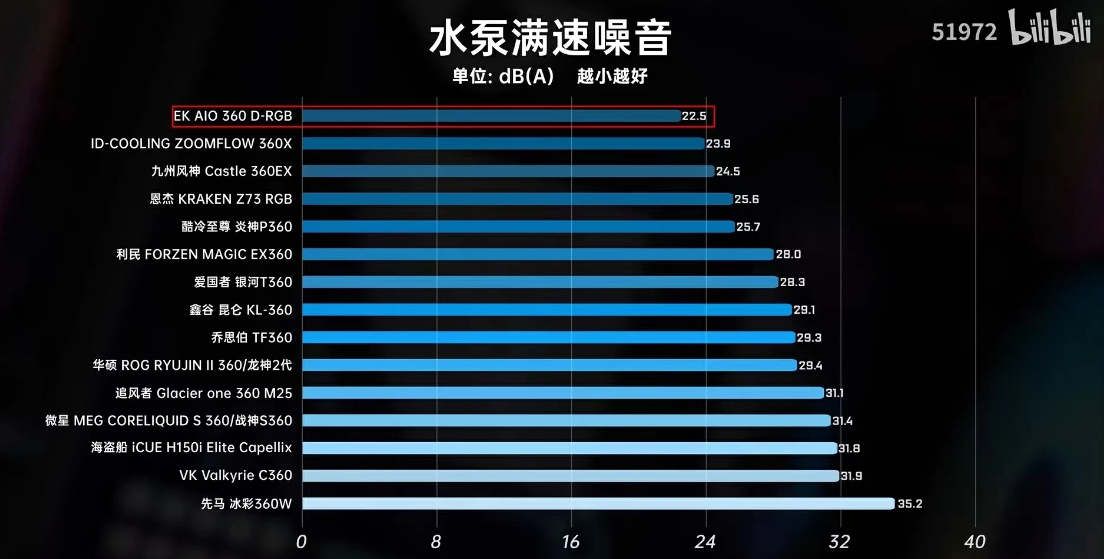 水泵满速噪音
51972 bilibili
单位: dB(A) 越小越好
EK AIO 360 D-RGB 22.5
ID-COOLING ZOOMFLOW 360X 23.9
九州风神 Castle 360EX 24.5
恩杰 KRAKEN Z73 RGB 25.6
酷冷至尊 炎神P360 25.7
利民 FORZEN MAGIC EX360 28.0
爱国者 银河T360 28.3
鑫谷 昆仑 KL-360 29.1
乔思伯 TF360 29.3
华硕 ROG RYUJIN II 360/龙神2代 29.4
追风者 Glacier one 360 M25 31.1
微星 MEG CORELIQUID S 360/战神S360 31.4
海盗船 iCUE H150i Elite Capellix 31.8
VK Valkyrie C360 31.9
先马 冰彩360W 35.2
0 8 16 24 32 40